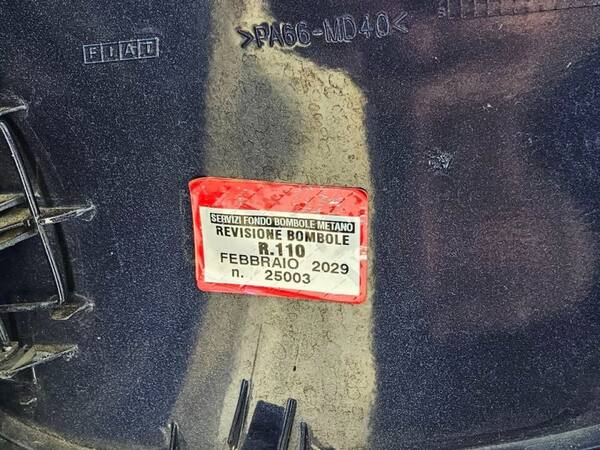 >PA66-MD40<
FIAT
SERVIZI FONDO BOMBOLE METANO
REVISIONE BOMBOLE
R.110
FEBBRAIO 2029
n. 25003